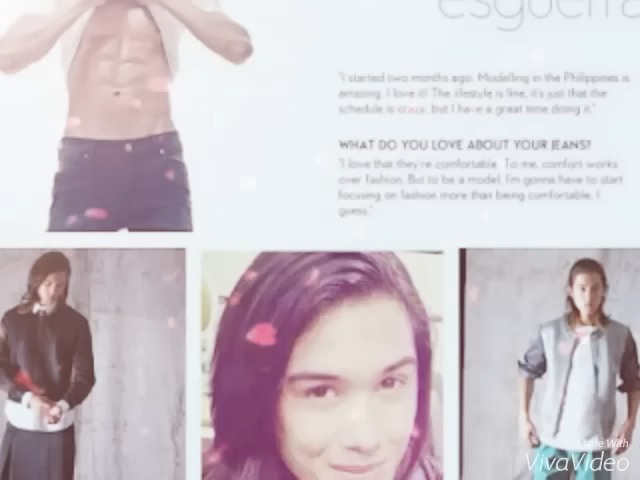 esguerra
"I started two months ago. Modelling in the Philippines is
amazing. I love it! The lifestyle is fine, it's just that the
schedule is crazy, but I have a great time doing it."
WHAT DO YOU LOVE ABOUT YOUR JEANS?
"I love that they're comfortable. To me, comfort works
over fashion. But to be a model, I'm gonna have to start
focusing on fashion more than being comfortable, I
guess."
Made With
VivaVideo